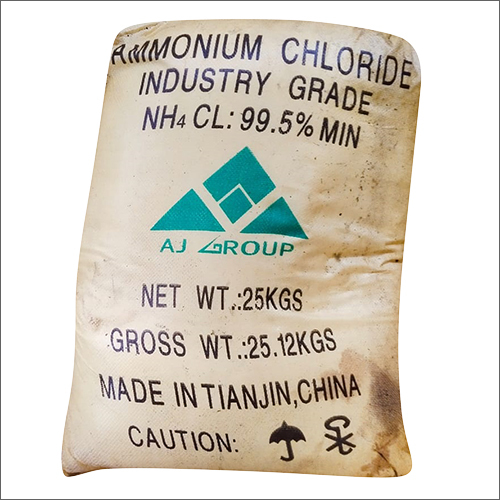 AMMONIUM CHLORIDE
INDUSTRY GRADE
NH4 CL: 99.5% MIN
AJ GROUP
NET WT.:25KGS
GROSS WT.:25.12KGS
MADE IN TIANJIN,CHINA
CAUTION: